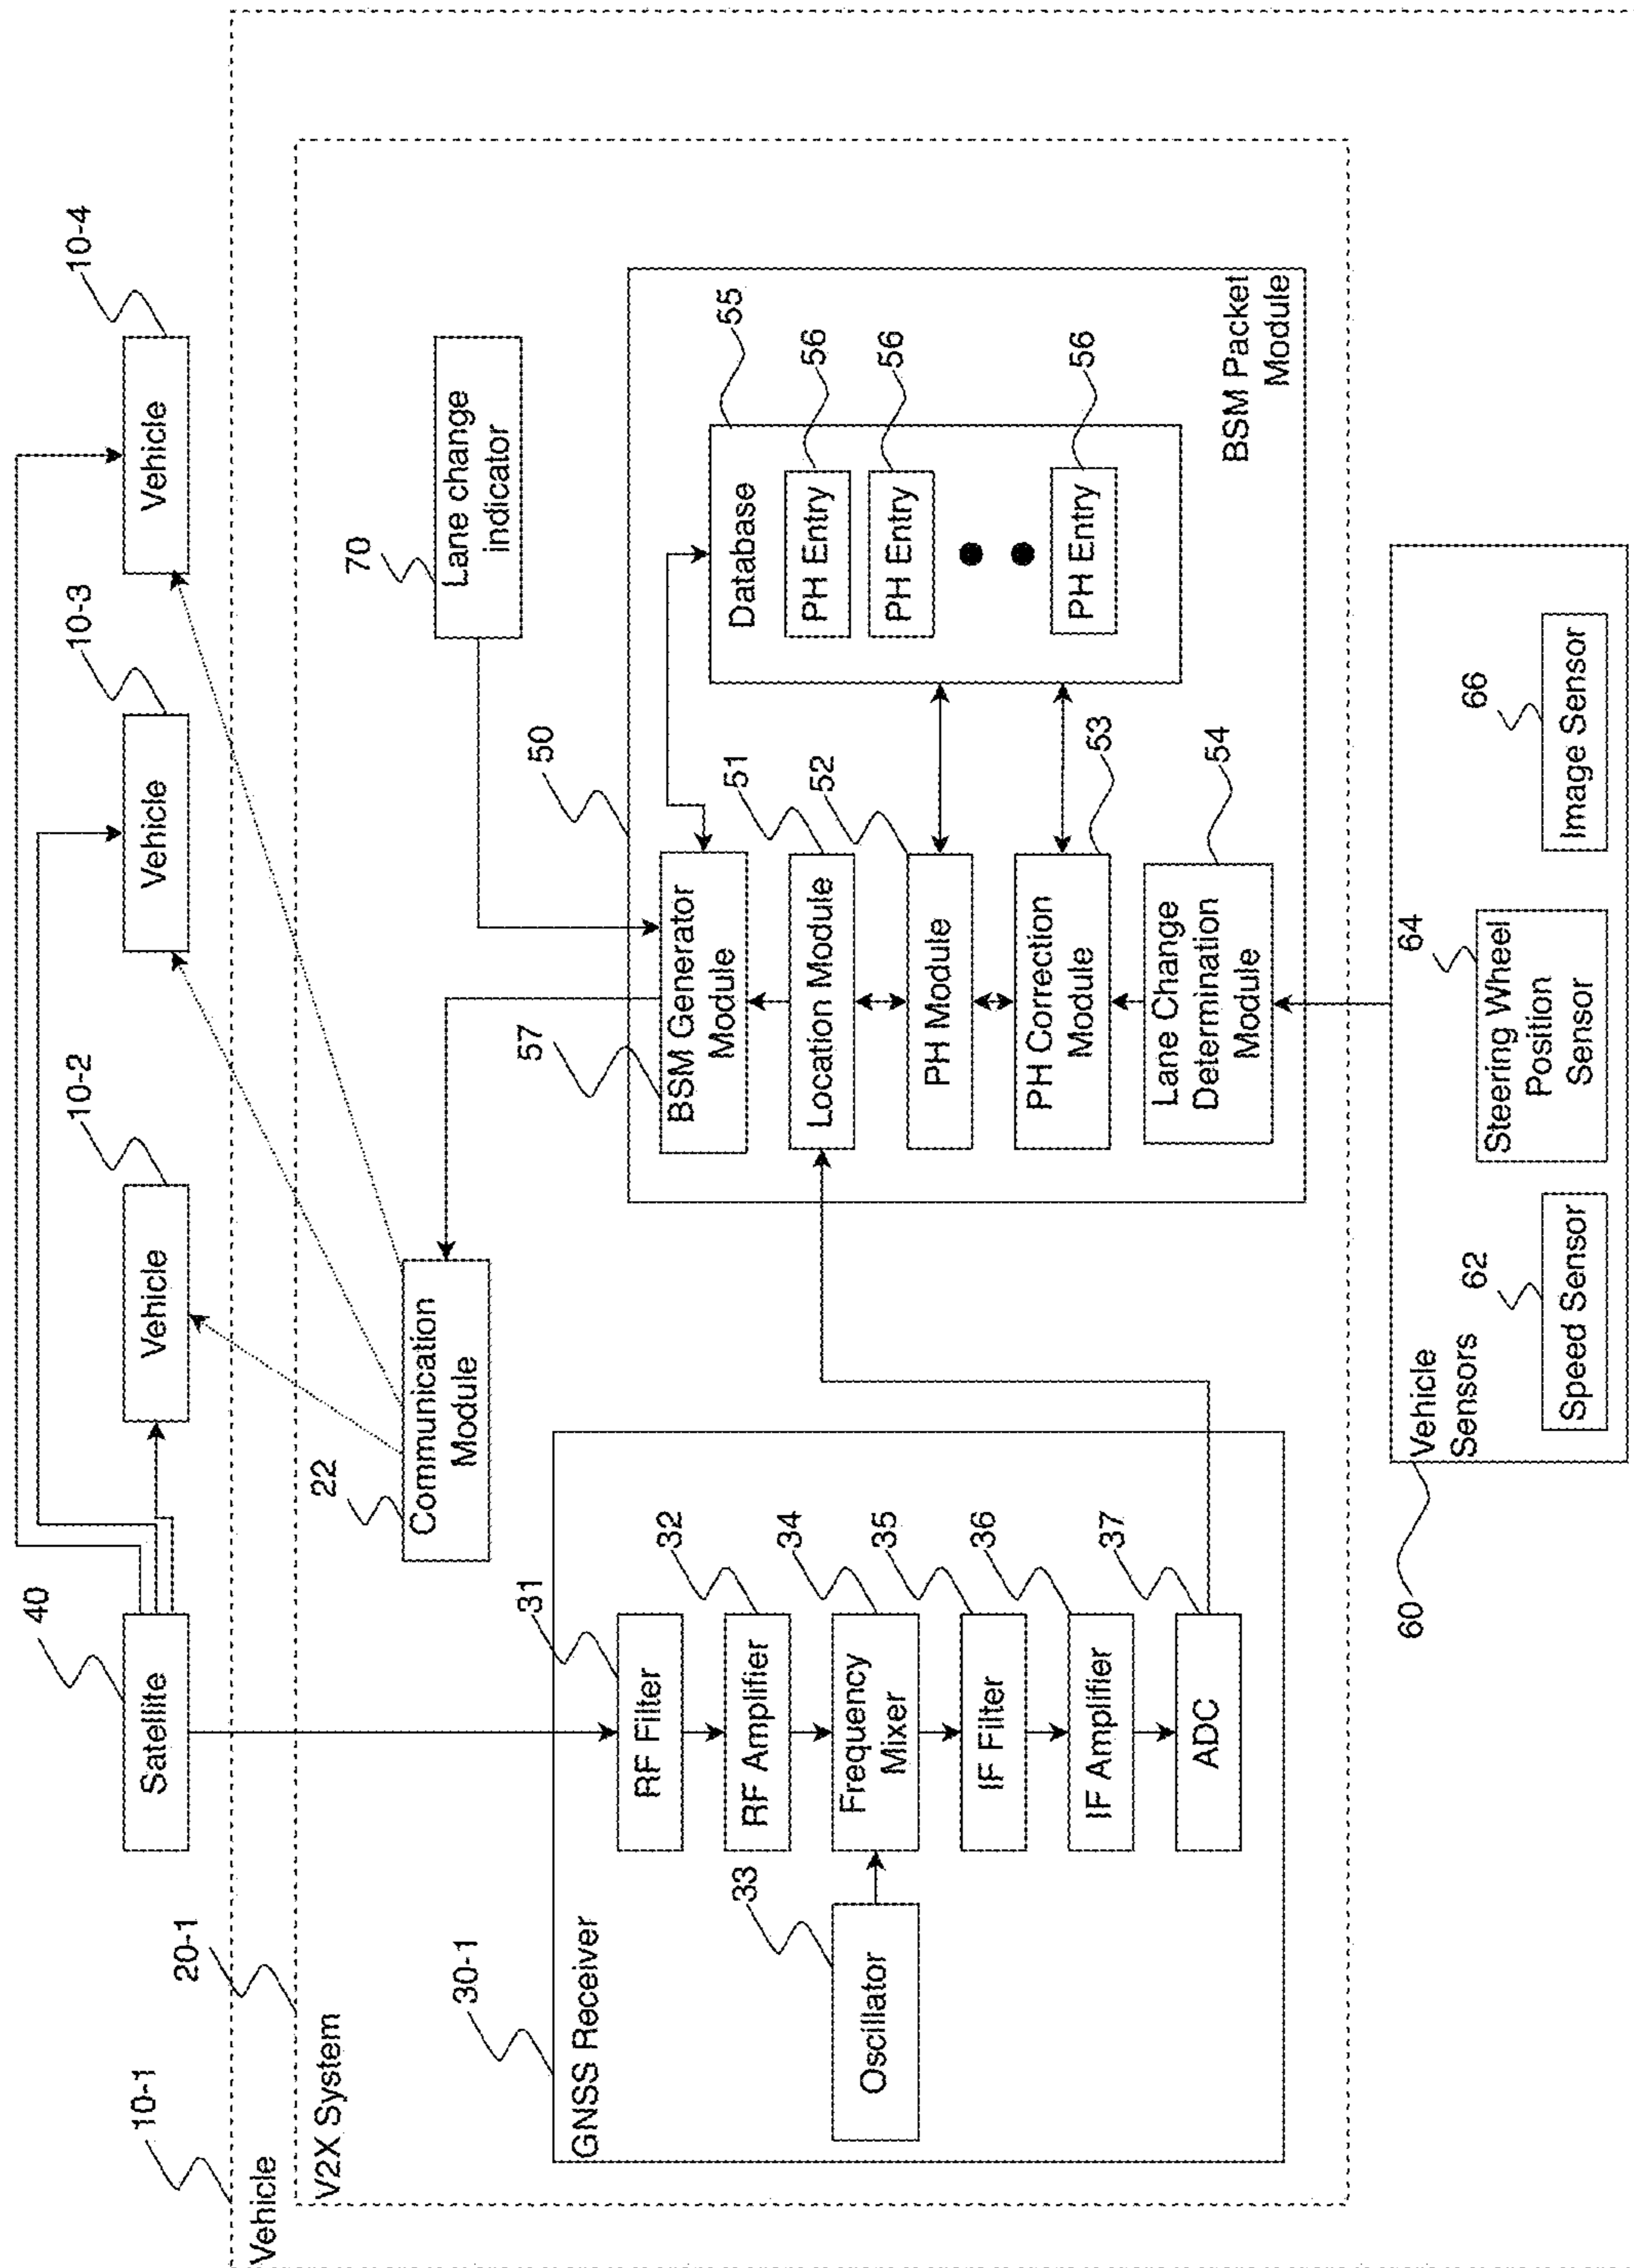 10-1
Vehicle
20-1
V2X System
40
Satellite
10-2
Vehicle
10-3
Vehicle
10-4
Vehicle
22
Communication
Module
70
Lane change
indicator
30-1
GNSS Receiver
31
RF Filter
32
RF Amplifier
33
Oscillator
34
Frequency
Mixer
35
IF Filter
36
IF Amplifier
37
ADC
50
57
BSM Generator
Module
51
Location Module
52
PH Module
53
PH Correction
Module
54
Lane Change
Determination
Module
55
Database
56
PH Entry
56
PH Entry
56
PH Entry
BSM Packet
Module
60
Vehicle
Sensors
62
Speed Sensor
64
Steering Wheel
Position
Sensor
66
Image Sensor